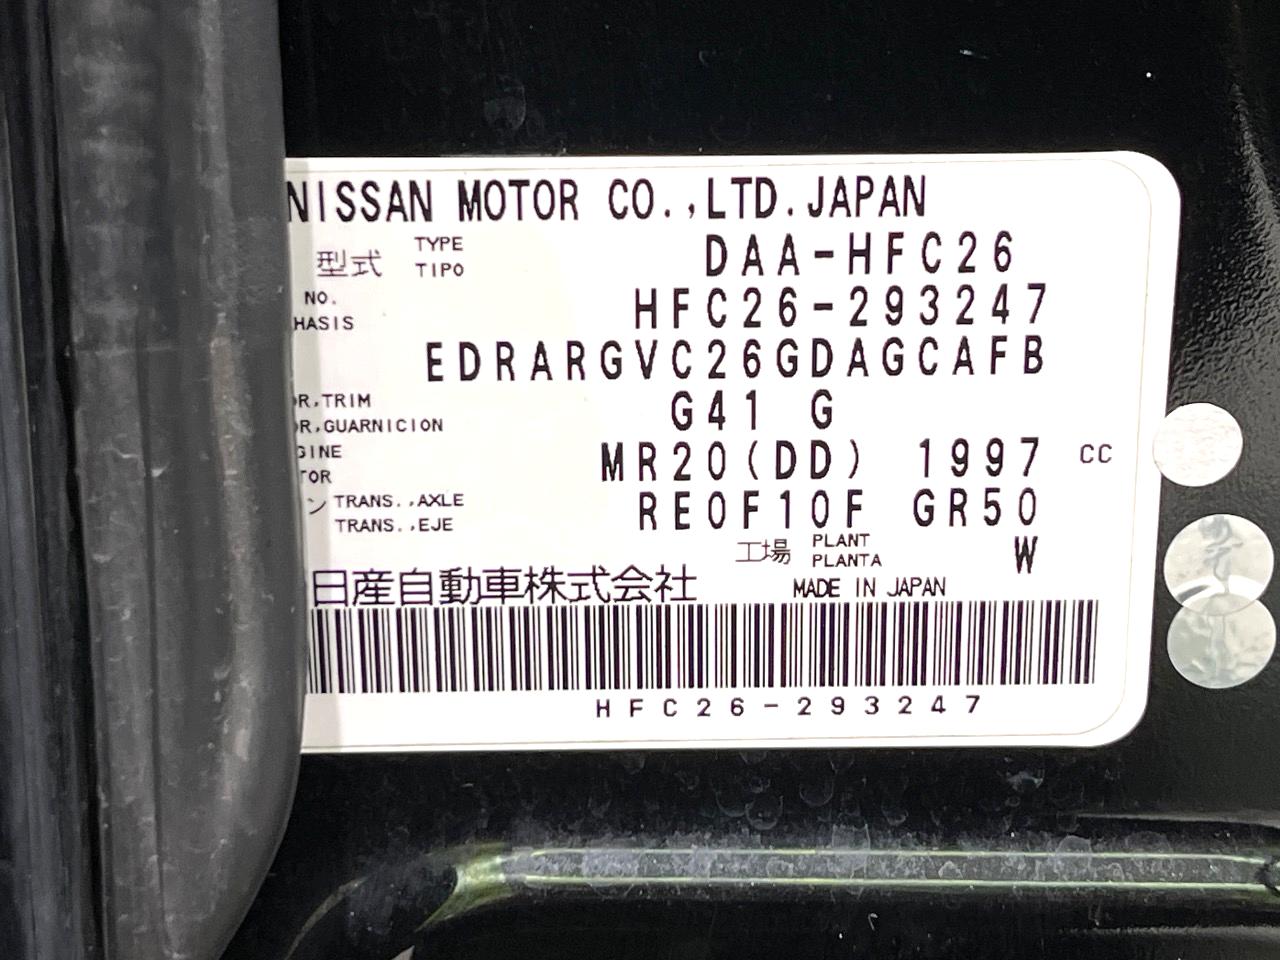 NISSAN MOTOR CO.,LTD.JAPAN
型式 TYPE TIPO DAA-HFC26
NO. HASIS HFC26-293247
EDRARGVC26GDAGCAFB
R,TRIM R,GUARNICION G41 G
GINE TOR MR20(DD) 1997 CC
ン TRANS.,AXLE TRANS.,EJE RE0F10F GR50
工場 PLANT PLANTA W
日産自動車株式会社 MADE IN JAPAN
HFC26-293247